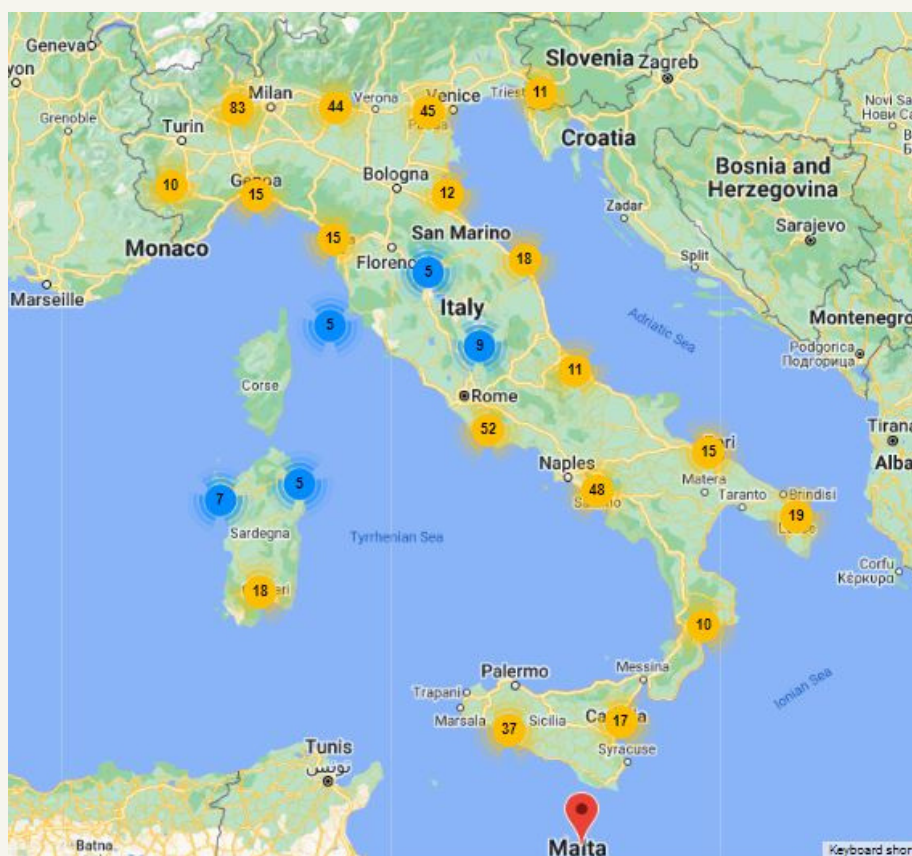 Geneva
Slovenia
Zagreb
yon
Milan
Verona
Venice
11
83
44
45
Novi Sa
Нови Са
Grenoble
Turin
Croatia
10
15
Bologna
12
Bosnia and
Herzegovina
Zadar
Monaco
15
San Marino
Sarajevo
5
18
Split
Marseille
Italy
Montenegro
5
9
Adriatic Sea
Podgorica
Подгорица
Corse
11
Rome
52
Tirana
15
Alba
Naples
Matera
48
Taranto
Brindisi
7
5
19
Sardegna
Tyrrhenian Sea
Corfu
Κέρκυρα
18
10
Palermo
Messina
Ionian Sea
Trapani
Marsala
37
Sicilia
17
Syracuse
Tunis
تونس
Batna
Malta
Keyboard shor